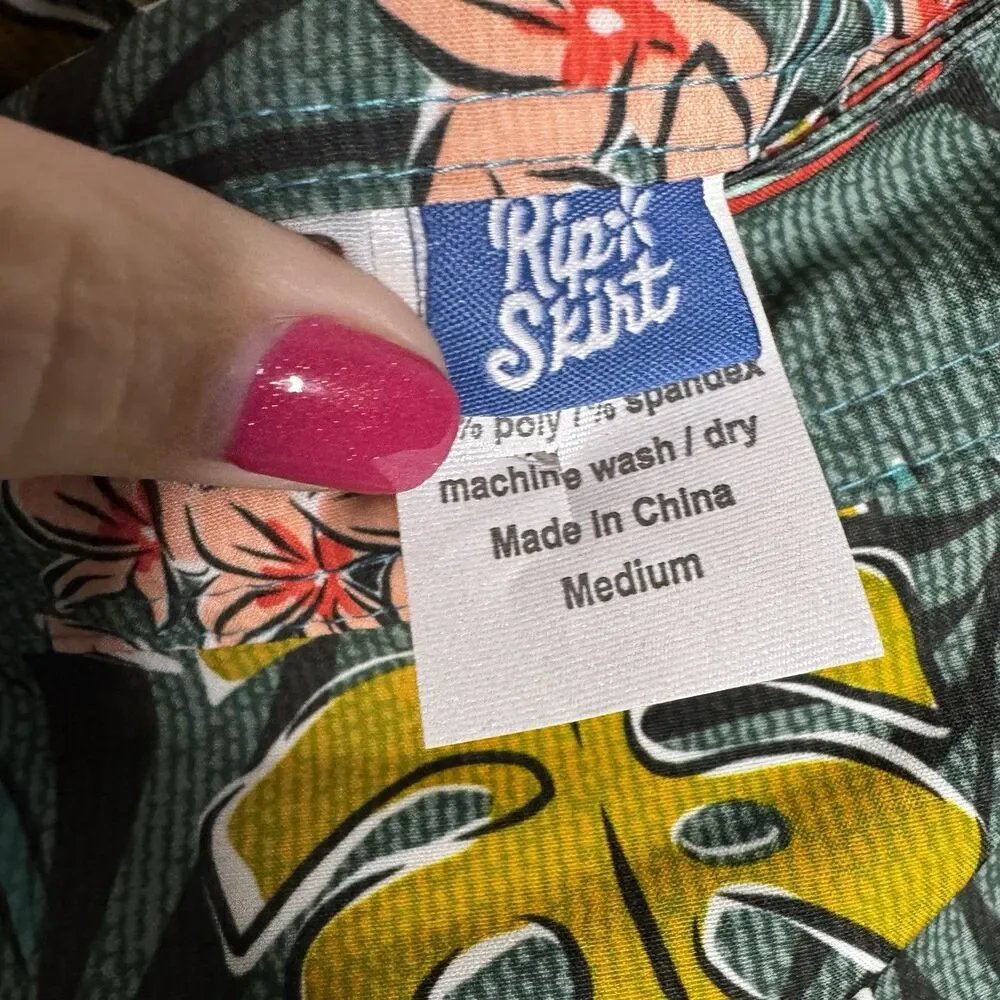 Rip
Skirt
% poly / % spandex
machine wash / dry
Made in China
Medium